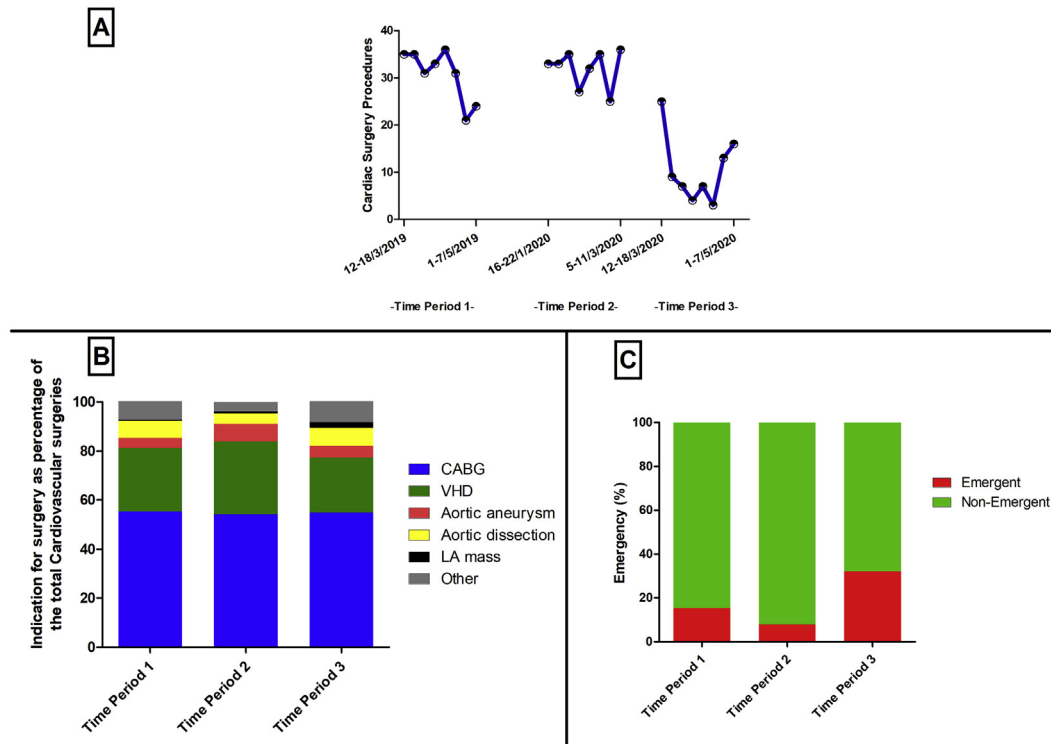 A
Cardiac Surgery Procedures
40
30
20
10
0
12-18/3/2019
1-7/5/2019
16-22/1/2020
5-11/3/2020
12-18/3/2020
1-7/5/2020
-Time Period 1-
-Time Period 2-
-Time Period 3-
B
Indication for surgery as percentage of
the total Cardiovascular surgeries
100
80
60
40
20
0
Time Period 1
Time Period 2
Time Period 3
CABG
VHD
Aortic aneurysm
Aortic dissection
LA mass
Other
C
Emergency (%)
100
80
60
40
20
0
Time Period 1
Time Period 2
Time Period 3
Emergent
Non-Emergent